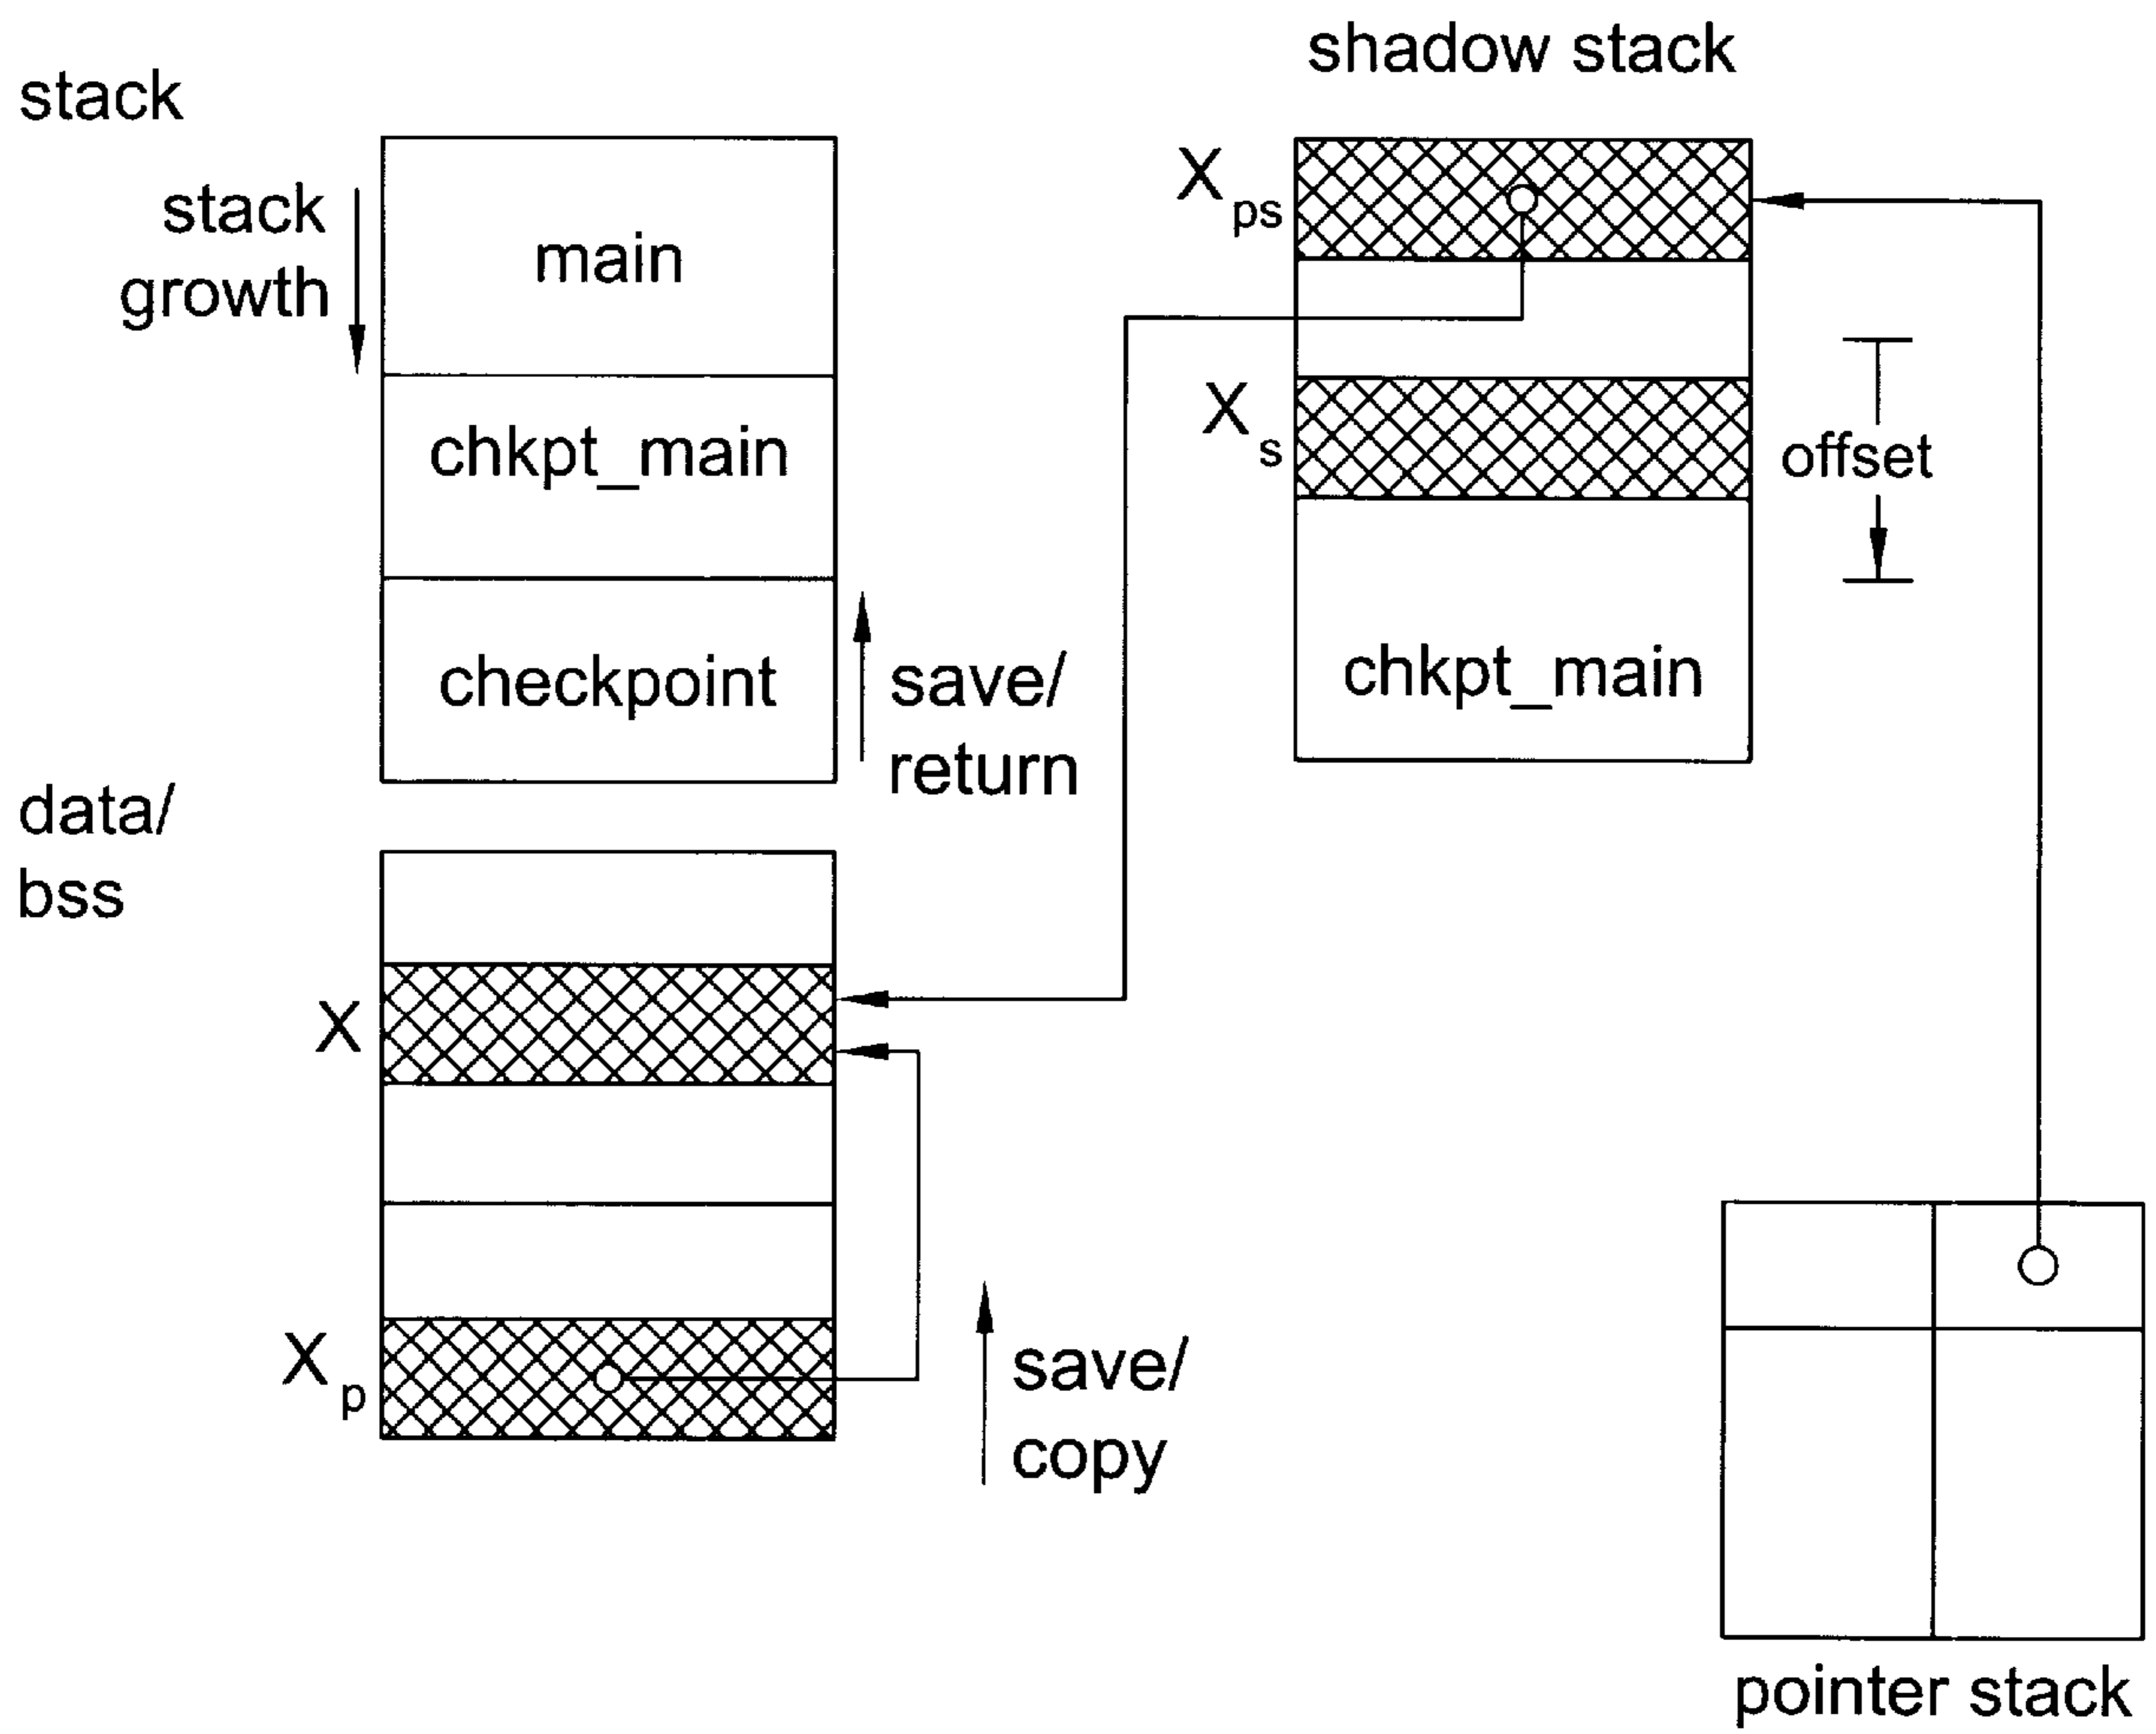 shadow stack
stack
X ps
stack
growth
main
X s
chkpt_main
offset
checkpoint
save/
return
chkpt_main
data/
bss
X
X p
save/
copy
pointer stack